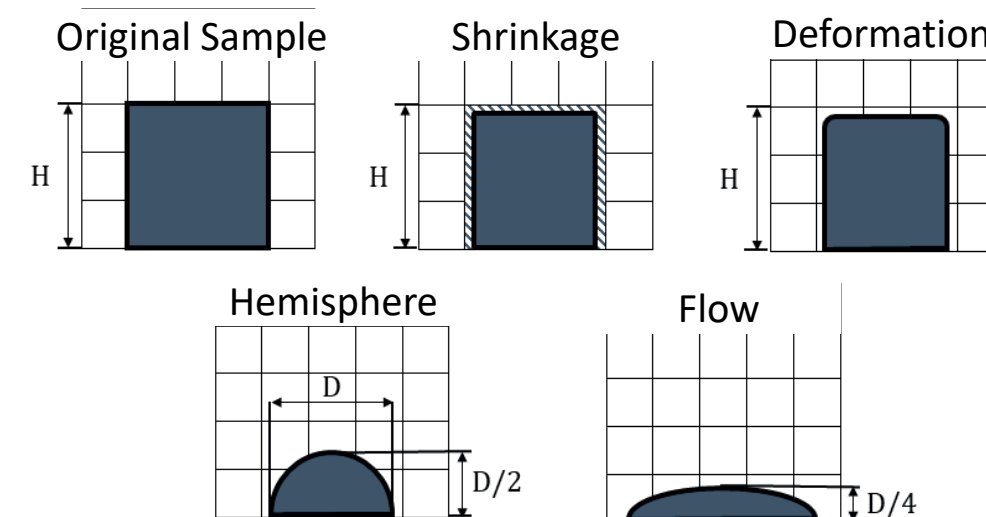 Original Sample
Shrinkage
Deformation
H
H
H
Hemisphere
Flow
D
D/2
D/4